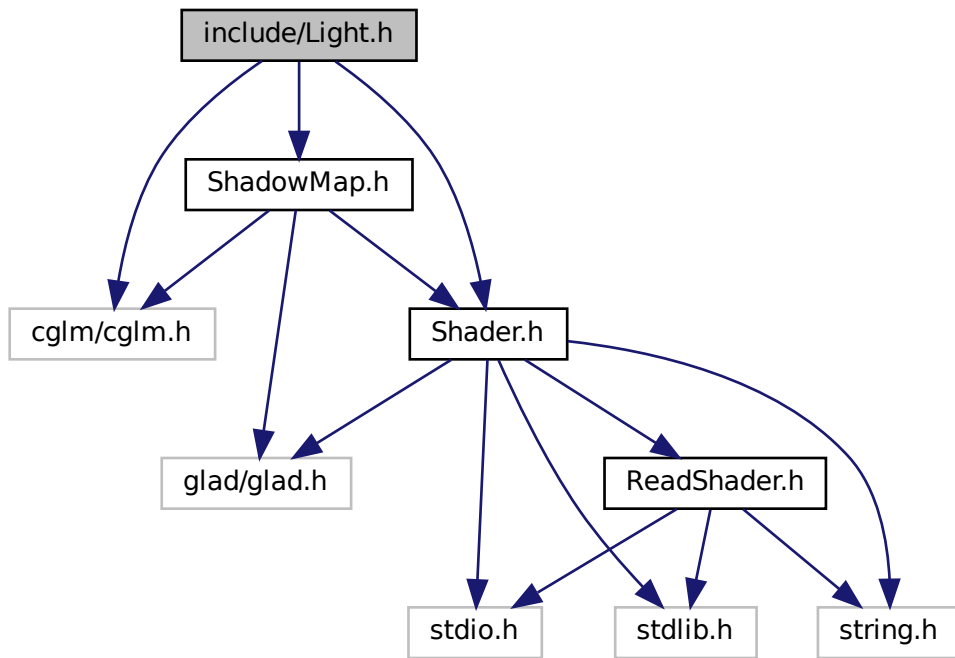 include/Light.h
ShadowMap.h
cglm/cglm.h
Shader.h
glad/glad.h
ReadShader.h
stdio.h
stdlib.h
string.h